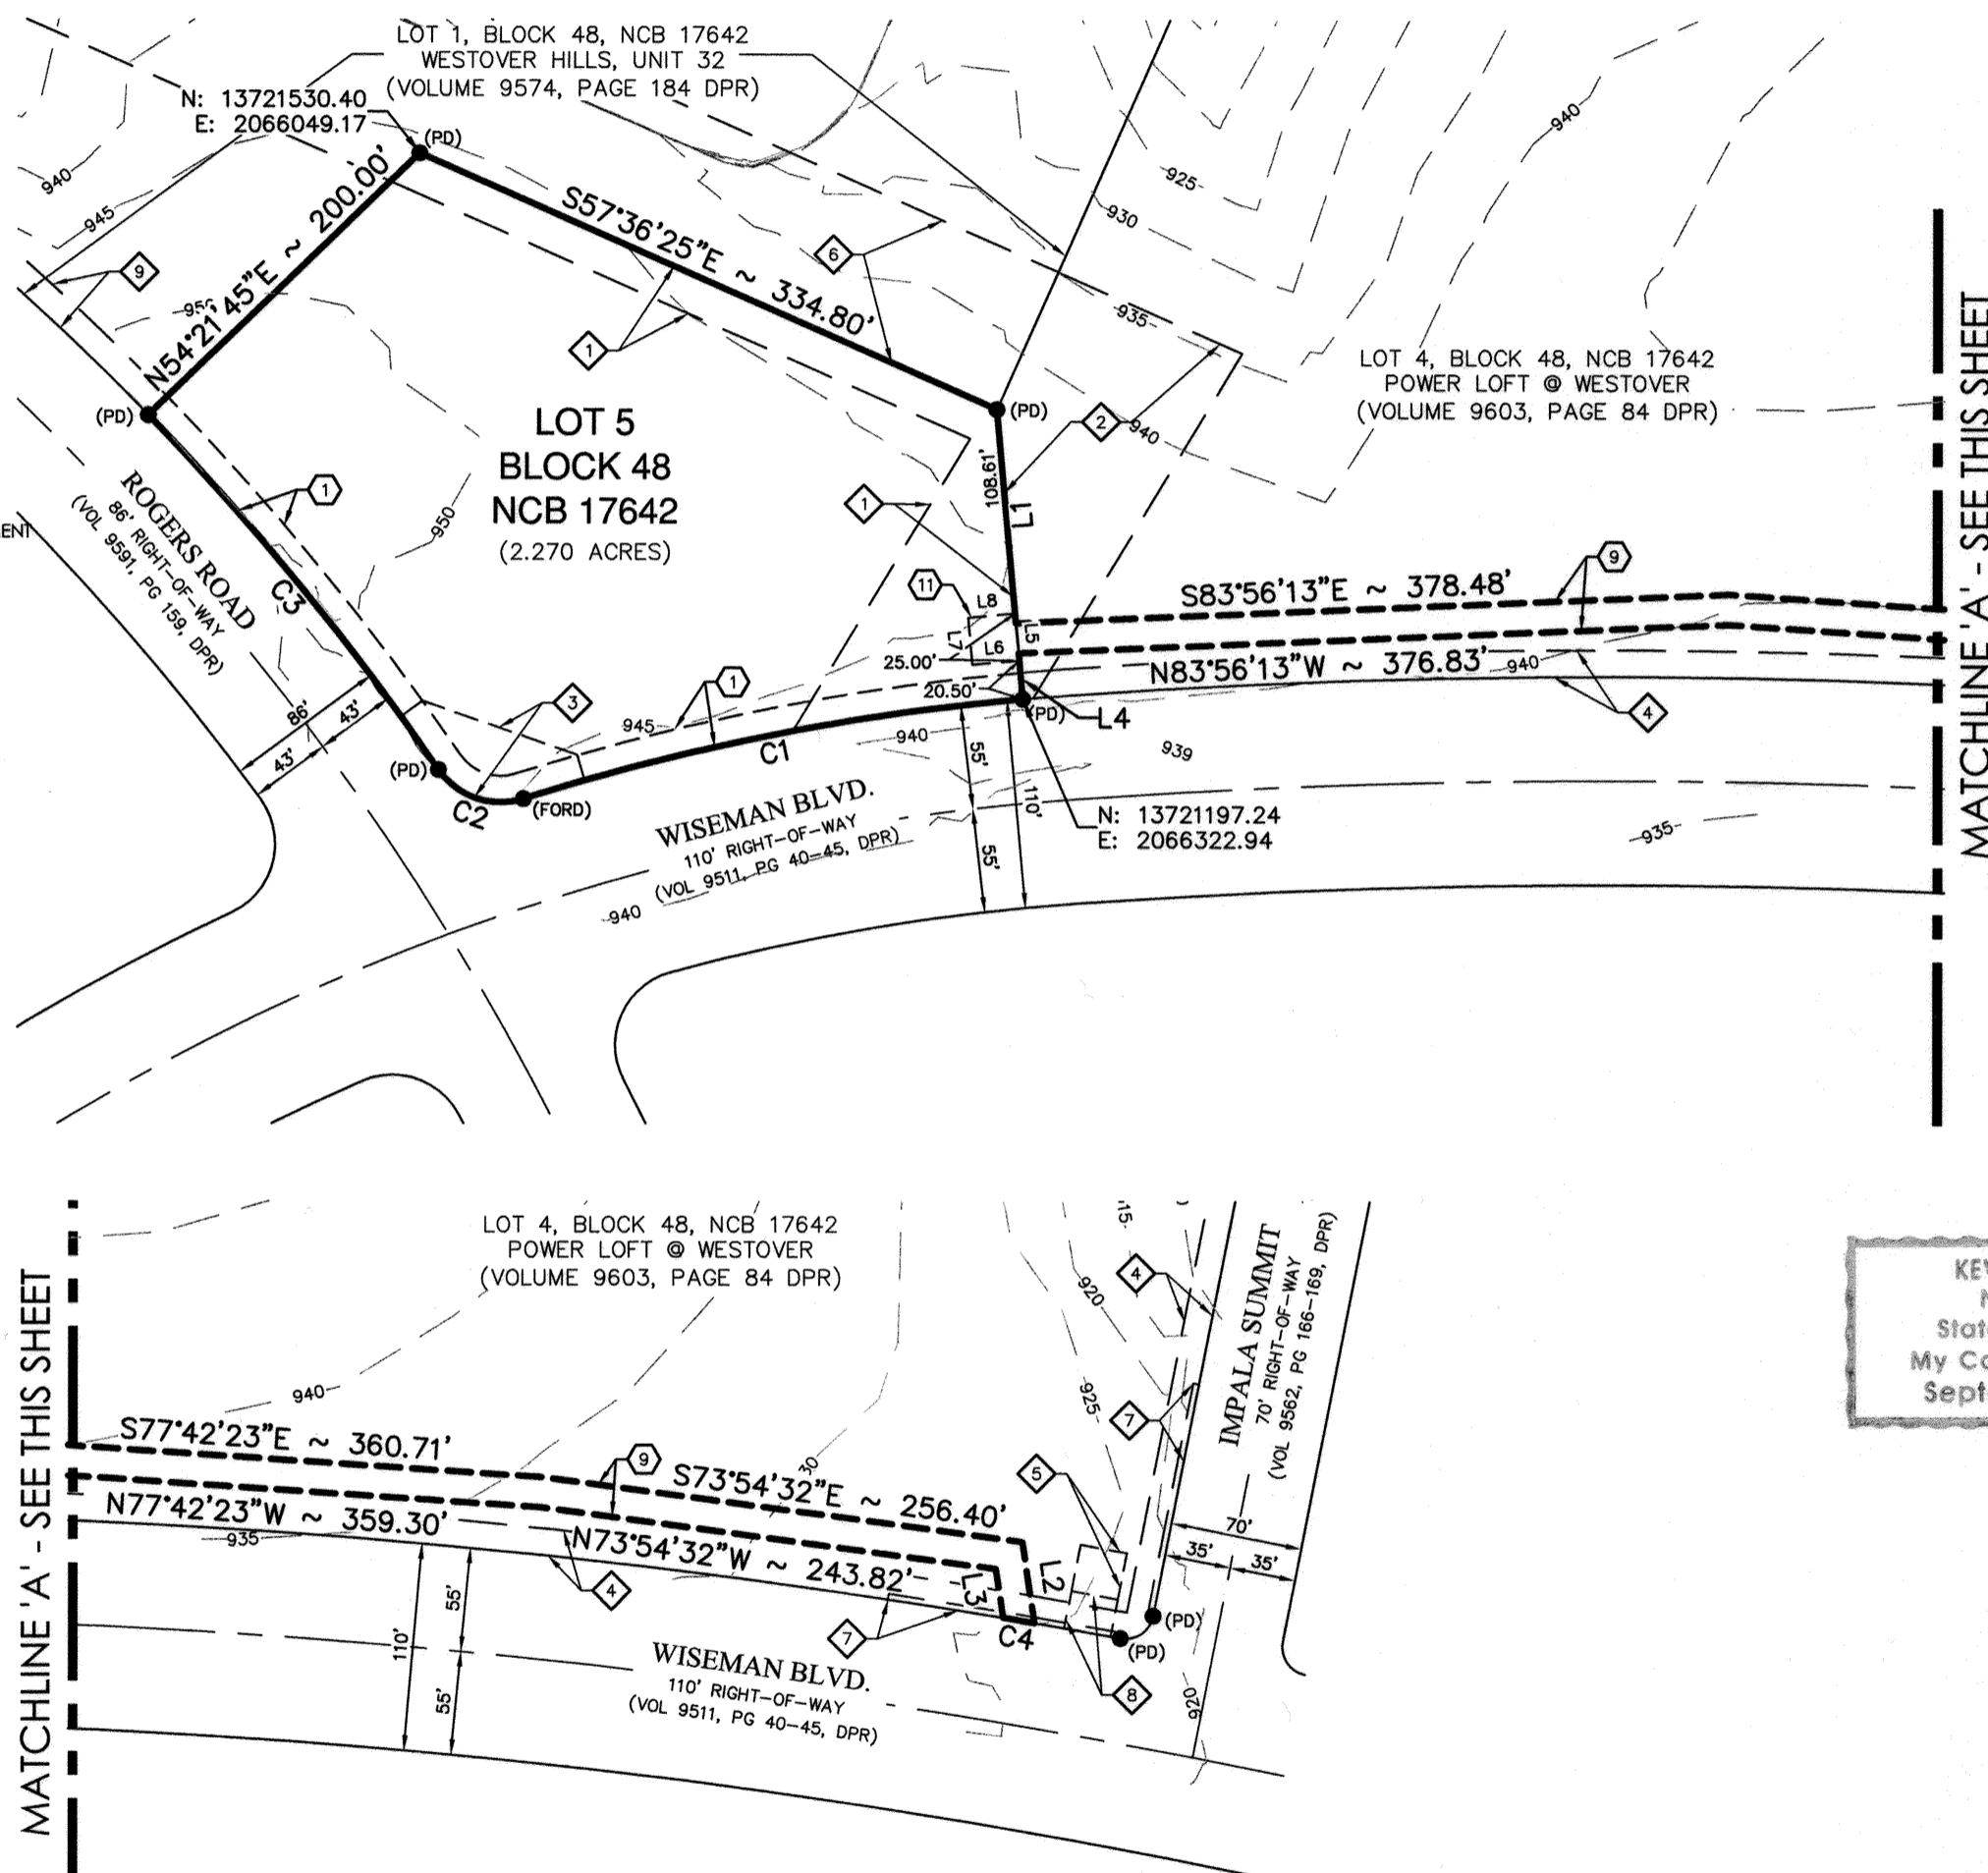 LOT 1, BLOCK 48, NCB 17642
WESTOVER HILLS, UNIT 32
(VOLUME 9574, PAGE 184 DPR)
N: 13721530.40
E: 2066049.17
(PD)
940
945
9
N54°21'45"E ~ 200.00'
S57°36'25"E ~ 334.80'
6
1
925
930
940
935
(PD)
(PD)
LOT 5
BLOCK 48
NCB 17642
(2.270 ACRES)
950
1
2
940
108.61'
L1
1
LOT 4, BLOCK 48, NCB 17642
POWER LOFT @ WESTOVER
(VOLUME 9603, PAGE 84 DPR)
MATCHLINE 'A' - SEE THIS SHEET
ENT
ROGERS ROAD
86' RIGHT-OF-WAY
(VOL 9591, PG 159, DPR)
C3
11
L8
L5
L7
L6
25.00'
20.50'
9
S83°56'13"E ~ 378.48'
N83°56'13"W ~ 376.83'
940
4
(PD)
L4
86'
43'
43'
3
1
945
940
C1
(PD)
C2
(FORD)
WISEMAN BLVD.
110' RIGHT-OF-WAY
(VOL 9511, PG 40-45, DPR)
940
55'
110'
55'
939
N: 13721197.24
E: 2066322.94
935
MATCHLINE 'A' - SEE THIS SHEET
LOT 4, BLOCK 48, NCB 17642
POWER LOFT @ WESTOVER
(VOLUME 9603, PAGE 84 DPR)
15
920
925
4
7
5
IMPALA SUMMIT
70' RIGHT-OF-WAY
(VOL 9562, PG 166-169, DPR)
940
S77°42'23"E ~ 360.71'
N77°42'23"W ~ 359.30'
935
9
30
S73°54'32"E ~ 256.40'
N73°54'32"W ~ 243.82'
4
7
L3
L2
C4
(PD)
(PD)
8
70'
35'
35'
920
110'
55'
55'
WISEMAN BLVD.
110' RIGHT-OF-WAY
(VOL 9511, PG 40-45, DPR)
KE
Stat
My Co
Sept